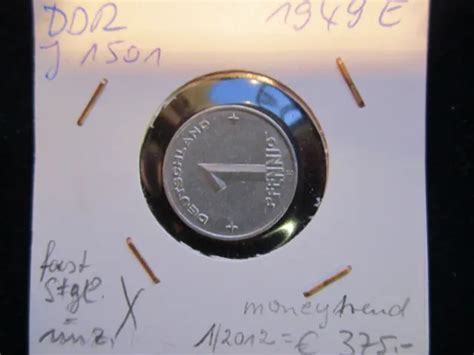 DDR 1949 E
J 1501
DEUTSCHLAND
1
PFENNIG
fast
Stgl.
X
moneytrend
1/2012 = € 375.-